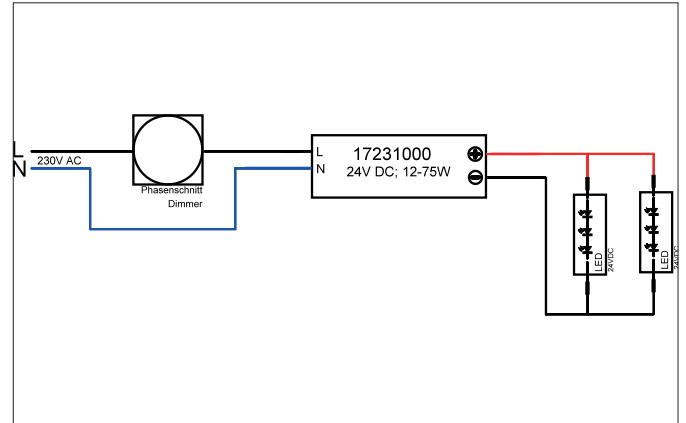 L
N
230V AC
Phasenschnitt
Dimmer
L
N
17231000
24V DC; 12-75W
LED
24VDC
LED
24VDC